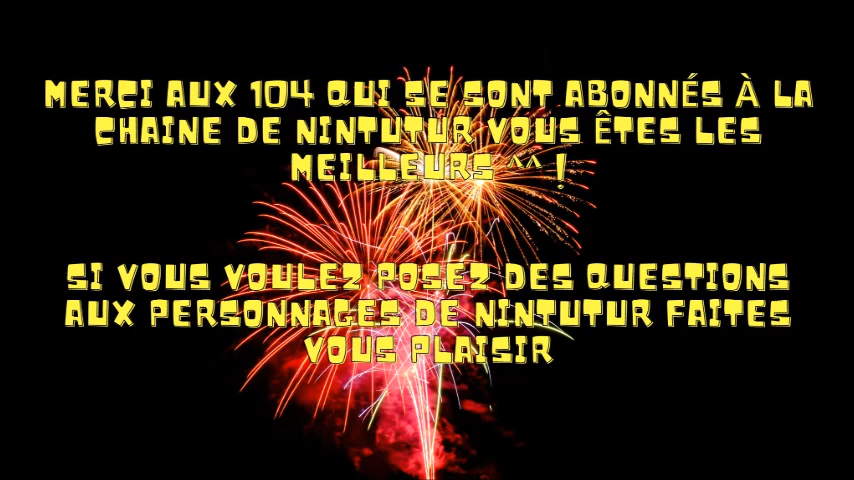 MERCI AUX 104 QUI SE SONT ABONNÉS À LA
CHAINE DE NINTUTUR VOUS ÊTES LES
MEILLEURS ^^ !
SI VOUS VOULEZ POSEZ DES QUESTIONS
AUX PERSONNAGES DE NINTUTUR FAITES
VOUS PLAISIR